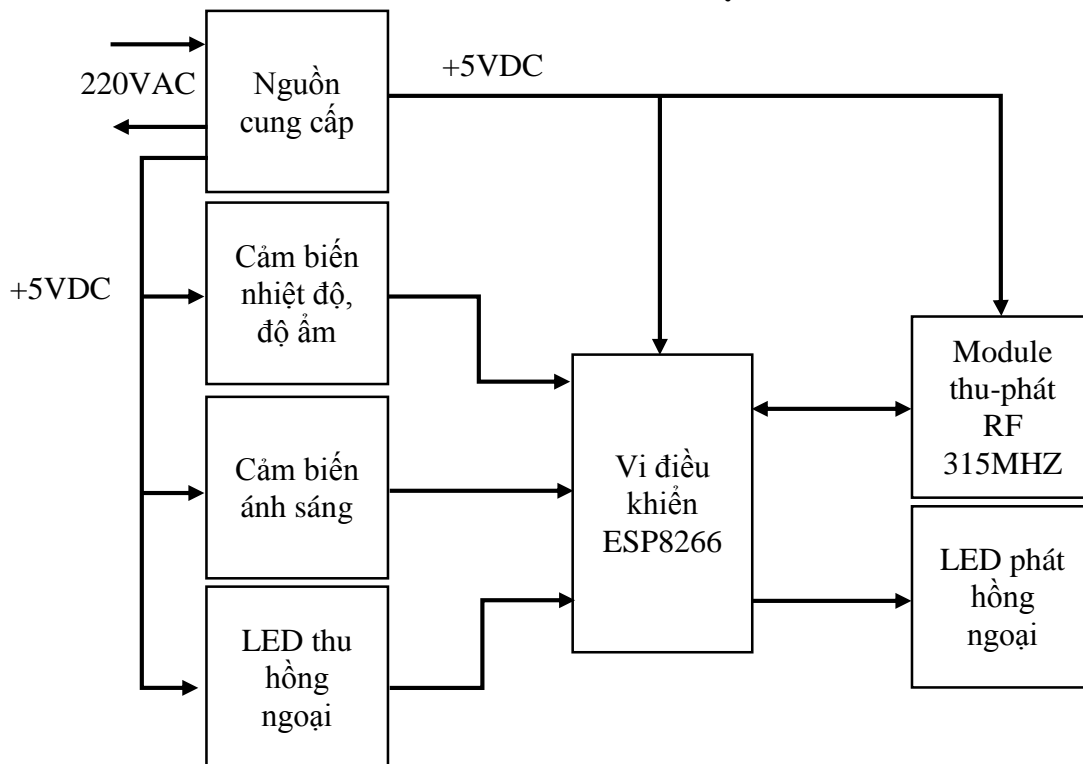 220VAC
Nguồn
cung cấp
+5VDC
+5VDC
Cảm biến
nhiệt độ,
độ ẩm
Cảm biến
ánh sáng
LED thu
hồng
ngoại
Vi điều
khiển
ESP8266
Module
thu-phát
RF
315MHZ
LED phát
hồng
ngoại